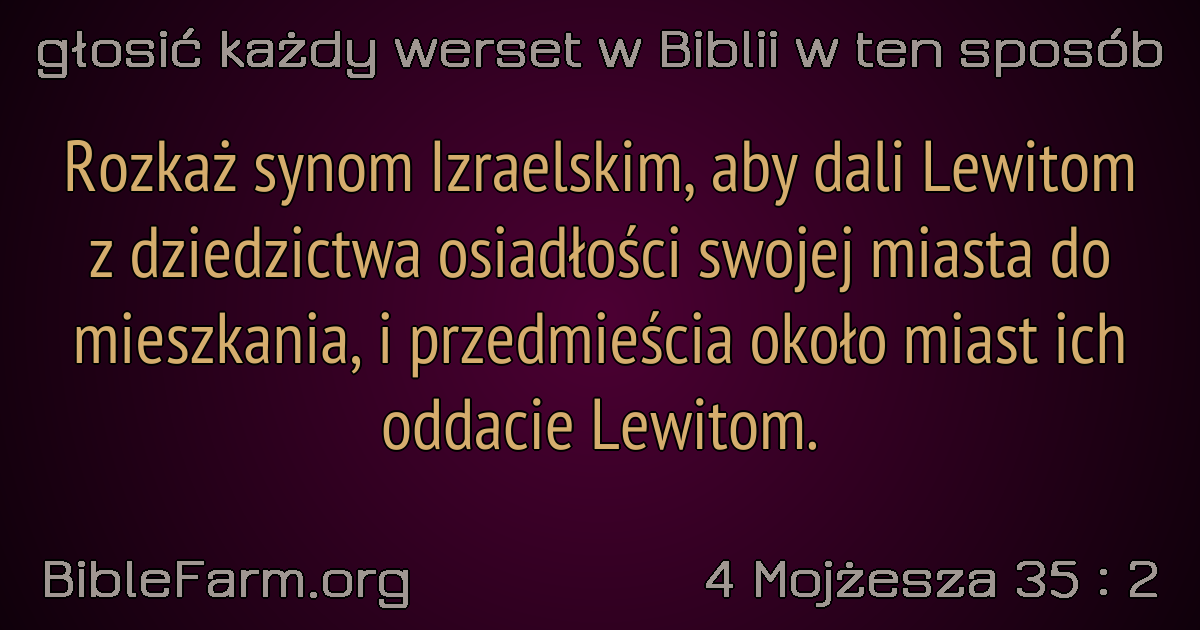 głosić każdy werset w Biblii w ten sposób
Rozkaż synom Izraelskim, aby dali Lewitom
z dziedzictwa osiadłości swojej miasta do
mieszkania, i przedmieścia około miast ich
oddacie Lewitom.
BibleFarm.org
4 Mojżesza 35 : 2